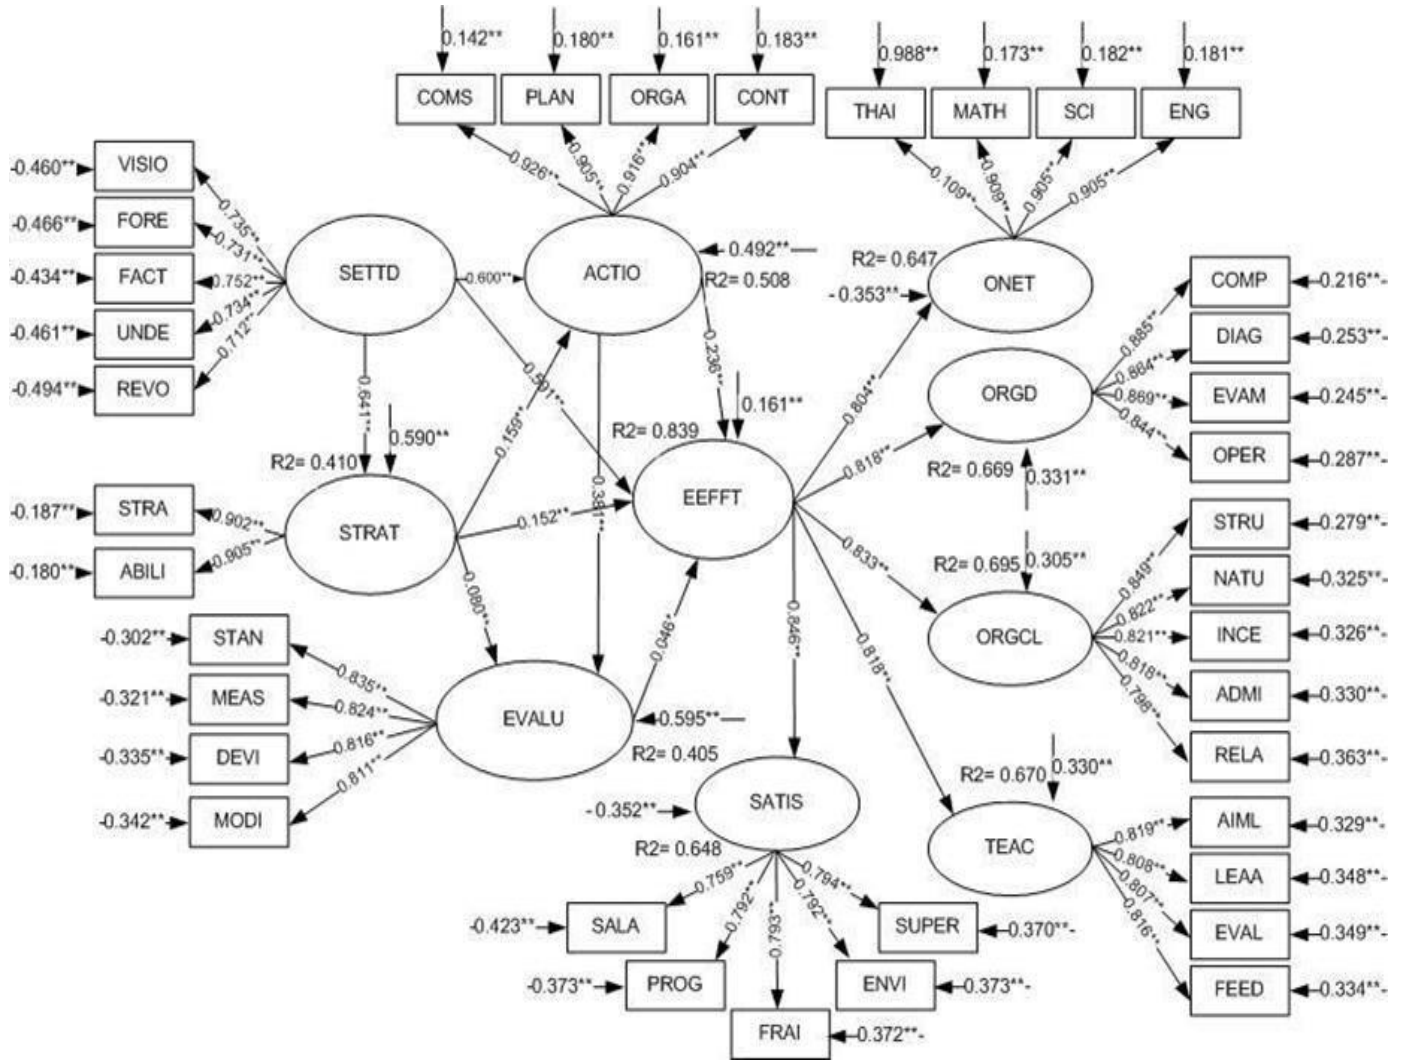 0.142**
0.180**
0.161**
0.183**
0.988**
0.173**
0.182**
0.181**
COMS
PLAN
ORGA
CONT
THAI
MATH
SCI
ENG
0.926**
0.905**
0.916**
0.904**
0.109**
0.909**
0.905**
0.905**
-0.460**
VISIO
-0.466**
FORE
-0.434**
FACT
-0.461**
UNDE
-0.494**
REVO
0.735**
0.731**
0.752**
0.734**
0.712**
SETTD
0.600**
ACTIO
0.492**
R2= 0.508
R2= 0.647
-0.353**
ONET
COMP
0.216**-
DIAG
0.253**-
EVAM
0.245**-
OPER
0.287**-
0.885**
0.864**
0.869**
0.844**
ORGD
R2= 0.669
0.331**
0.641**
0.590**
R2= 0.410
0.159**
0.591**
0.236**
0.161**
R2= 0.839
EEFFT
0.804**
0.818**
0.381**
0.152**
STRAT
-0.187**
STRA
-0.180**
ABILI
0.902**
0.905**
0.080**
0.046*
0.833**
0.846**
0.818**
R2= 0.695
0.305**
ORGCL
STRU
0.279**-
NATU
0.325**-
INCE
0.326**-
ADMI
0.330**-
RELA
0.363**-
0.849**
0.822**
0.821**
0.818**
0.798**
-0.302**
STAN
-0.321**
MEAS
-0.335**
DEVI
-0.342**
MODI
0.835**
0.824**
0.816**
0.811**
EVALU
0.595**
R2= 0.405
-0.352**
SATIS
R2= 0.648
0.759**
0.792**
0.793**
0.792**
0.794**
-0.423**
SALA
SUPER
0.370**-
-0.373**
PROG
ENVI
0.373**-
FRAI
0.372**-
R2= 0.670
0.330**
TEAC
0.819**
0.808**
0.807**
0.816**
AIML
0.329**-
LEAA
0.348**-
EVAL
0.349**-
FEED
0.334**-